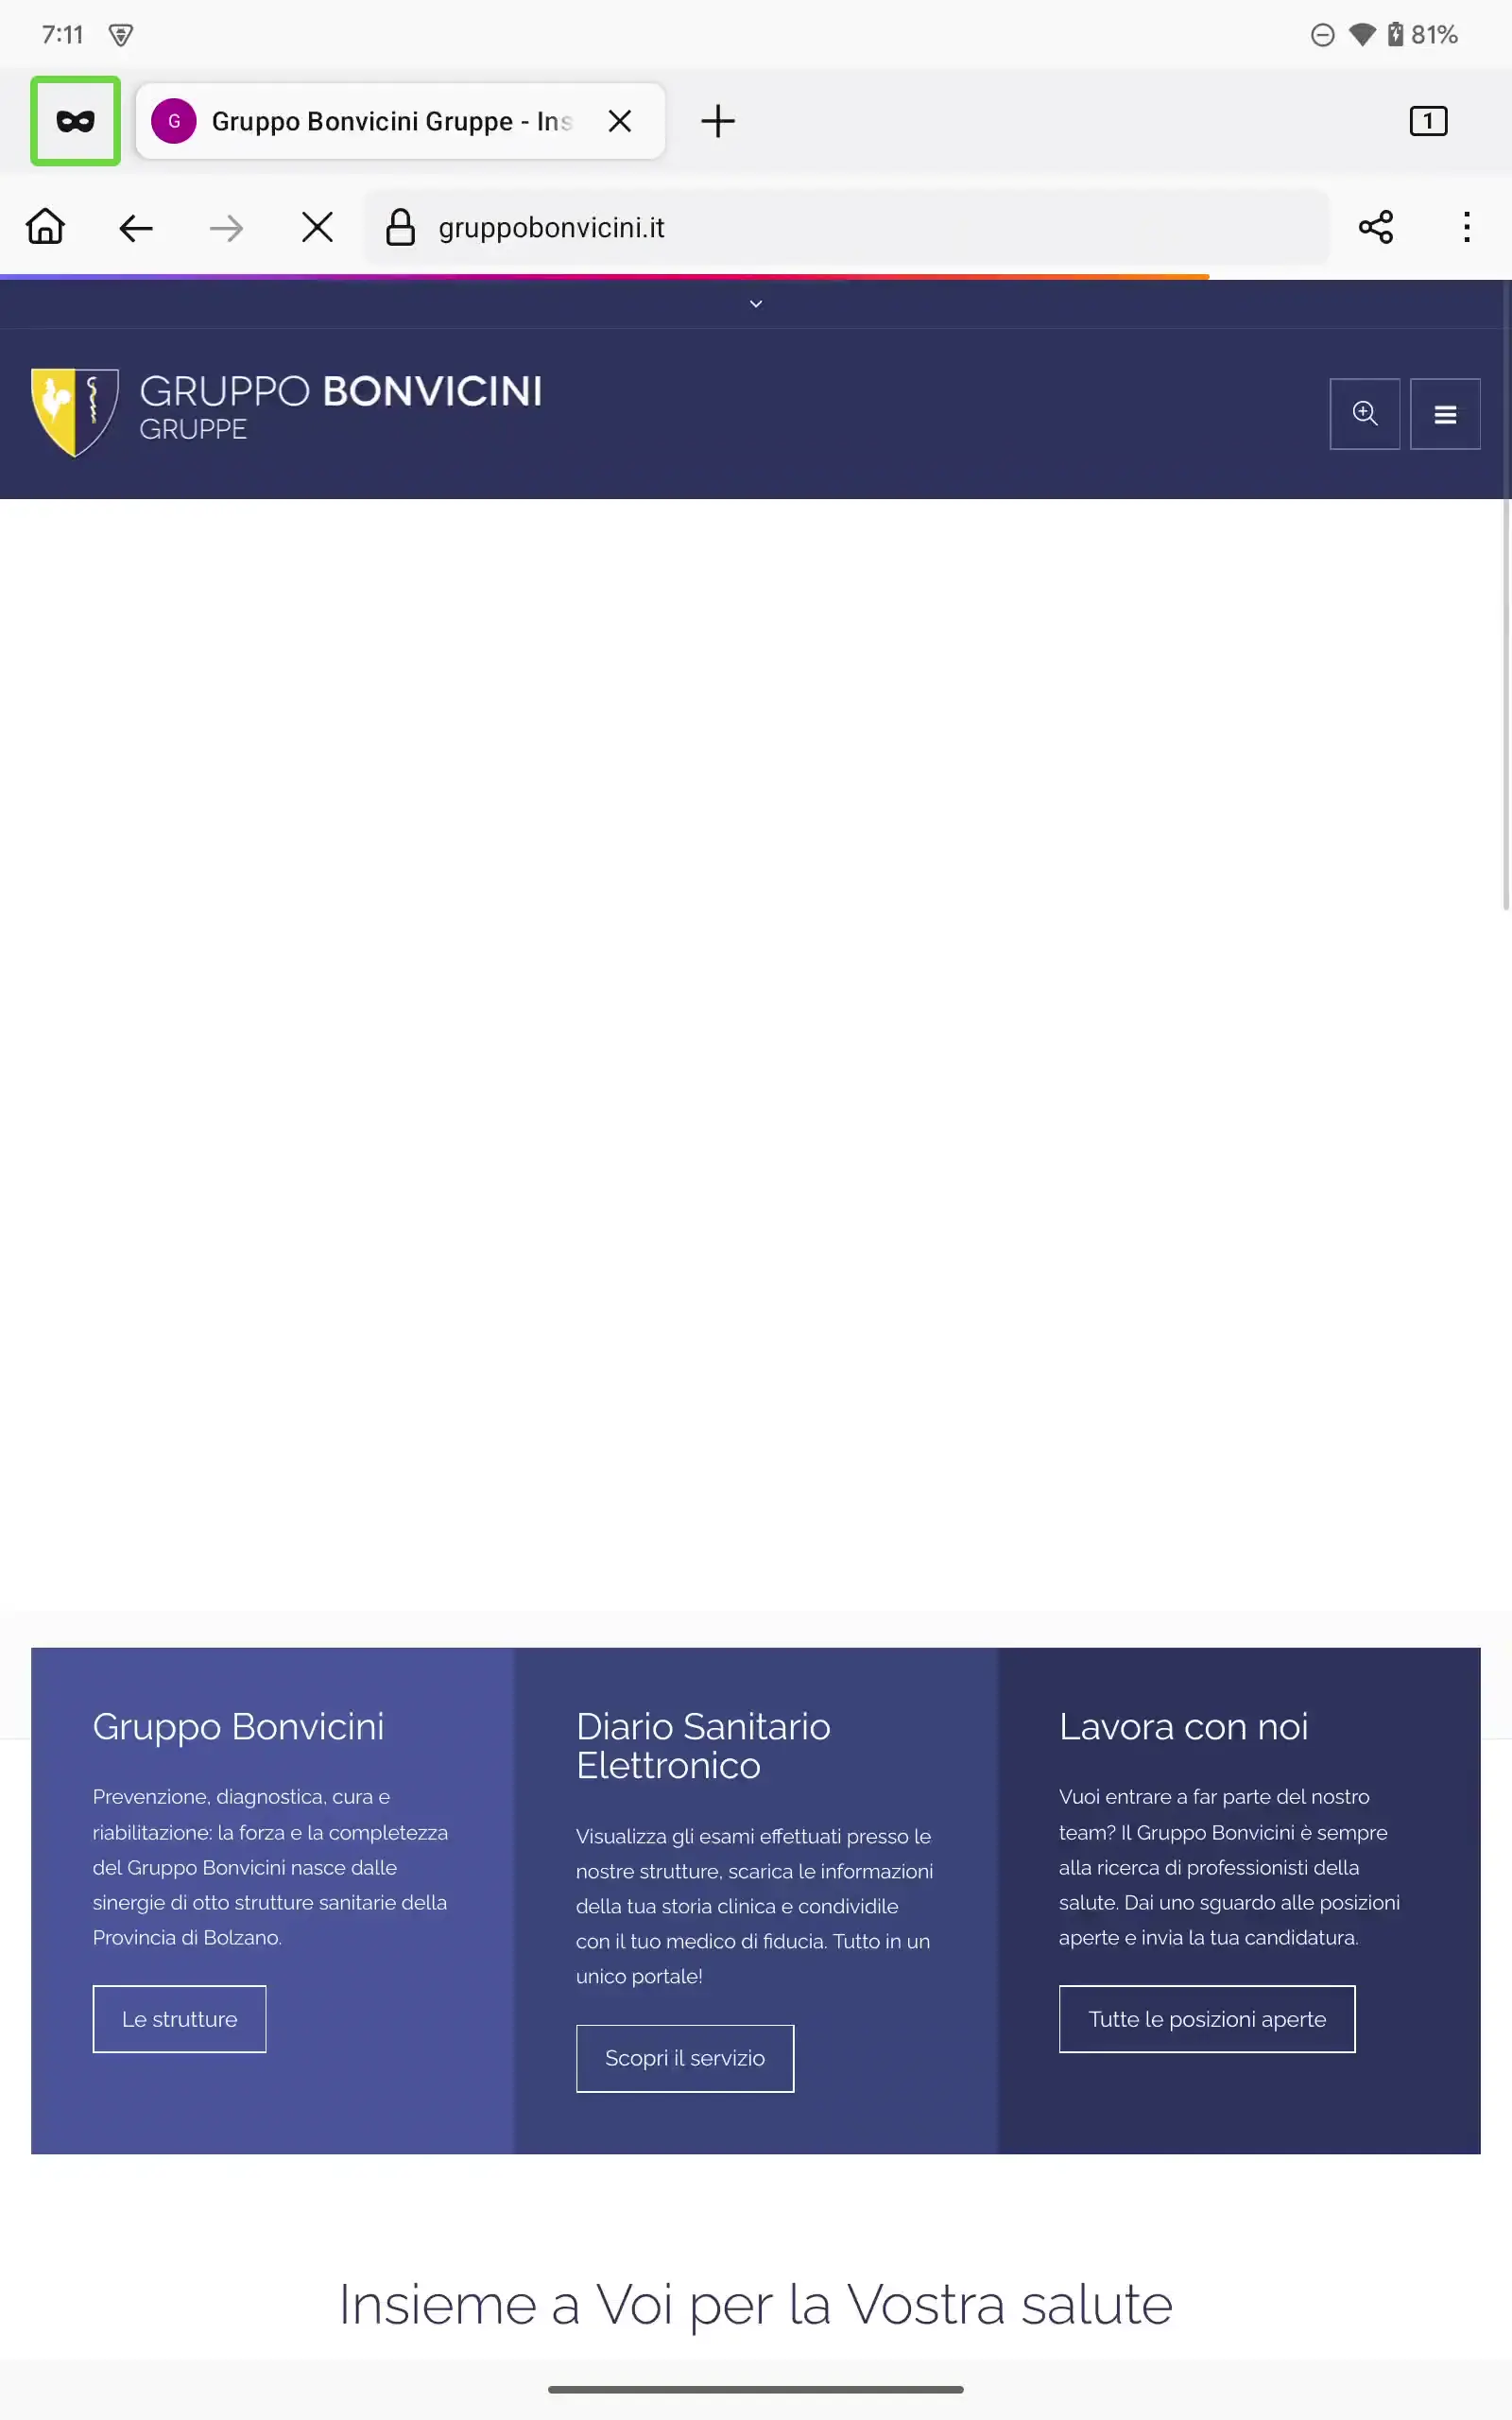 7:11
81%
G
Gruppo Bonvicini Gruppe - Ins
1
gruppobonvicini.it
GRUPPO BONVICINI
GRUPPE
Gruppo Bonvicini
Prevenzione, diagnostica, cura e
riabilitazione: la forza e la completezza
del Gruppo Bonvicini nasce dalle
sinergie di otto strutture sanitarie della
Provincia di Bolzano.
Le strutture
Diario Sanitario
Elettronico
Visualizza gli esami effettuati presso le
nostre strutture, scarica le informazioni
della tua storia clinica e condividile
con il tuo medico di fiducia. Tutto in un
unico portale!
Scopri il servizio
Lavora con noi
Vuoi entrare a far parte del nostro
team? Il Gruppo Bonvicini è sempre
alla ricerca di professionisti della
salute. Dai uno sguardo alle posizioni
aperte e invia la tua candidatura.
Tutte le posizioni aperte
Insieme a Voi per la Vostra salute